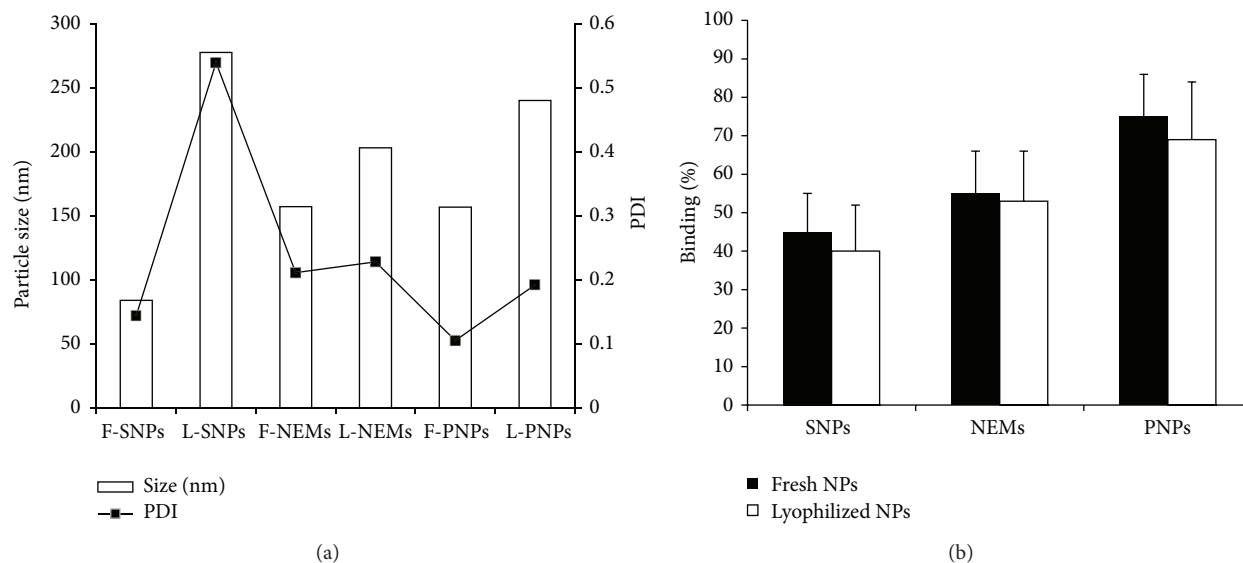 300
250
200
150
100
50
0
Particle size (nm)
0.6
0.5
0.4
0.3
0.2
0.1
0
PDI
F-SNPs L-SNPs F-NEMs L-NEMs F-PNPs L-PNPs
Size (nm)
PDI
(a)
100
90
80
70
60
50
40
30
20
10
0
Binding (%)
SNPs NEMs PNPs
Fresh NPs
Lyophilized NPs
(b)